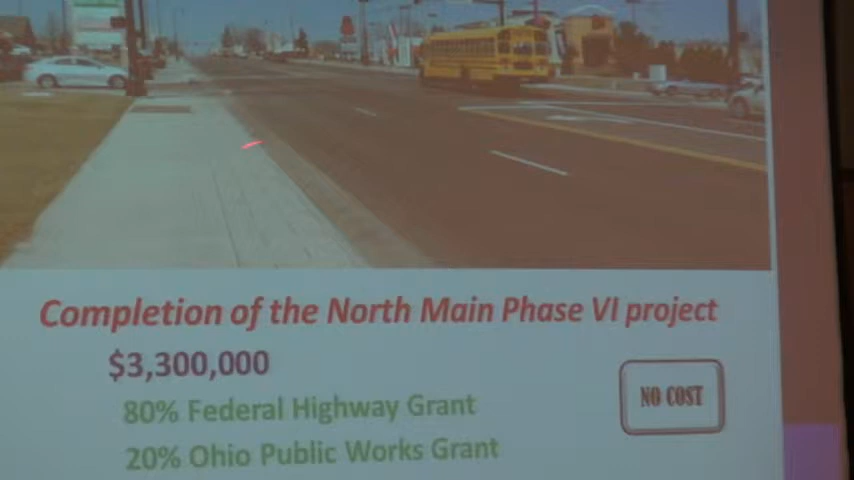 Completion of the North Main Phase VI project
$3,300,000
80% Federal Highway Grant
20% Ohio Public Works Grant
NO COST